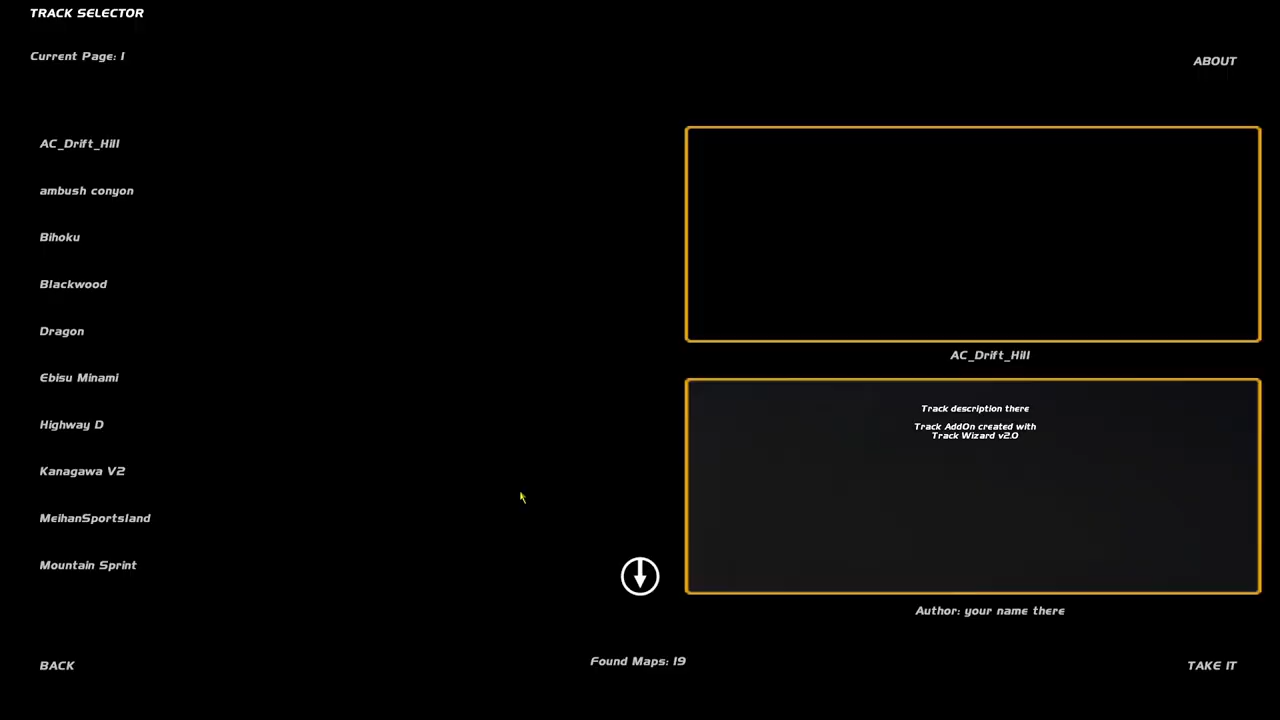 TRACK SELECTOR
Current Page: 1
ABOUT
AC_Drift_Hill
ambush conyon
Bihoku
Blackwood
Dragon
Ebisu Minami
Highway D
Kanagawa V2
MeihanSportsland
Mountain Sprint
AC_Drift_Hill
Track description there
Track AddOn created with
Track Wizard v2.0
Author: your name there
BACK
Found Maps: 19
TAKE IT